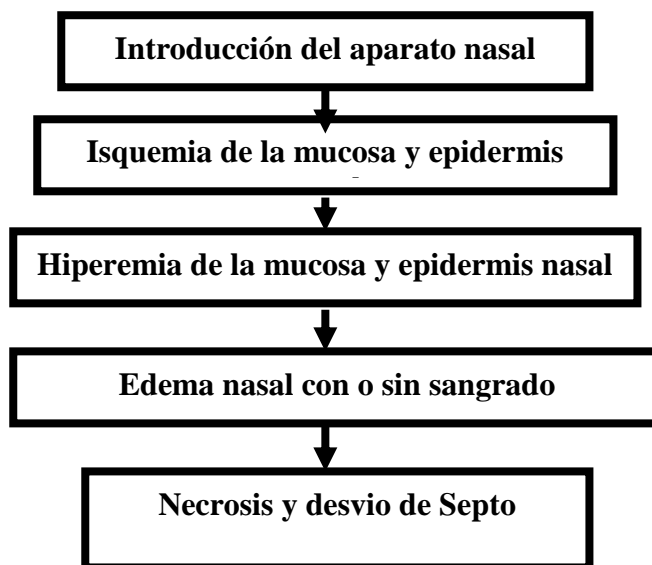 Introducción del aparato nasal
Isquemia de la mucosa y epidermis
Hiperemia de la mucosa y epidermis nasal
Edema nasal con o sin sangrado
Necrosis y desvio de Septo